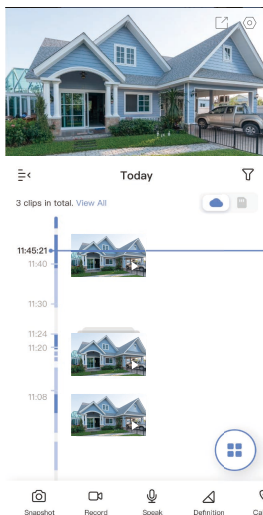 Today
3 clips in total. View All
11:45:21
11:40
11:30
11:24
11:20
11:08
Snapshot
Record
Speak
Definition